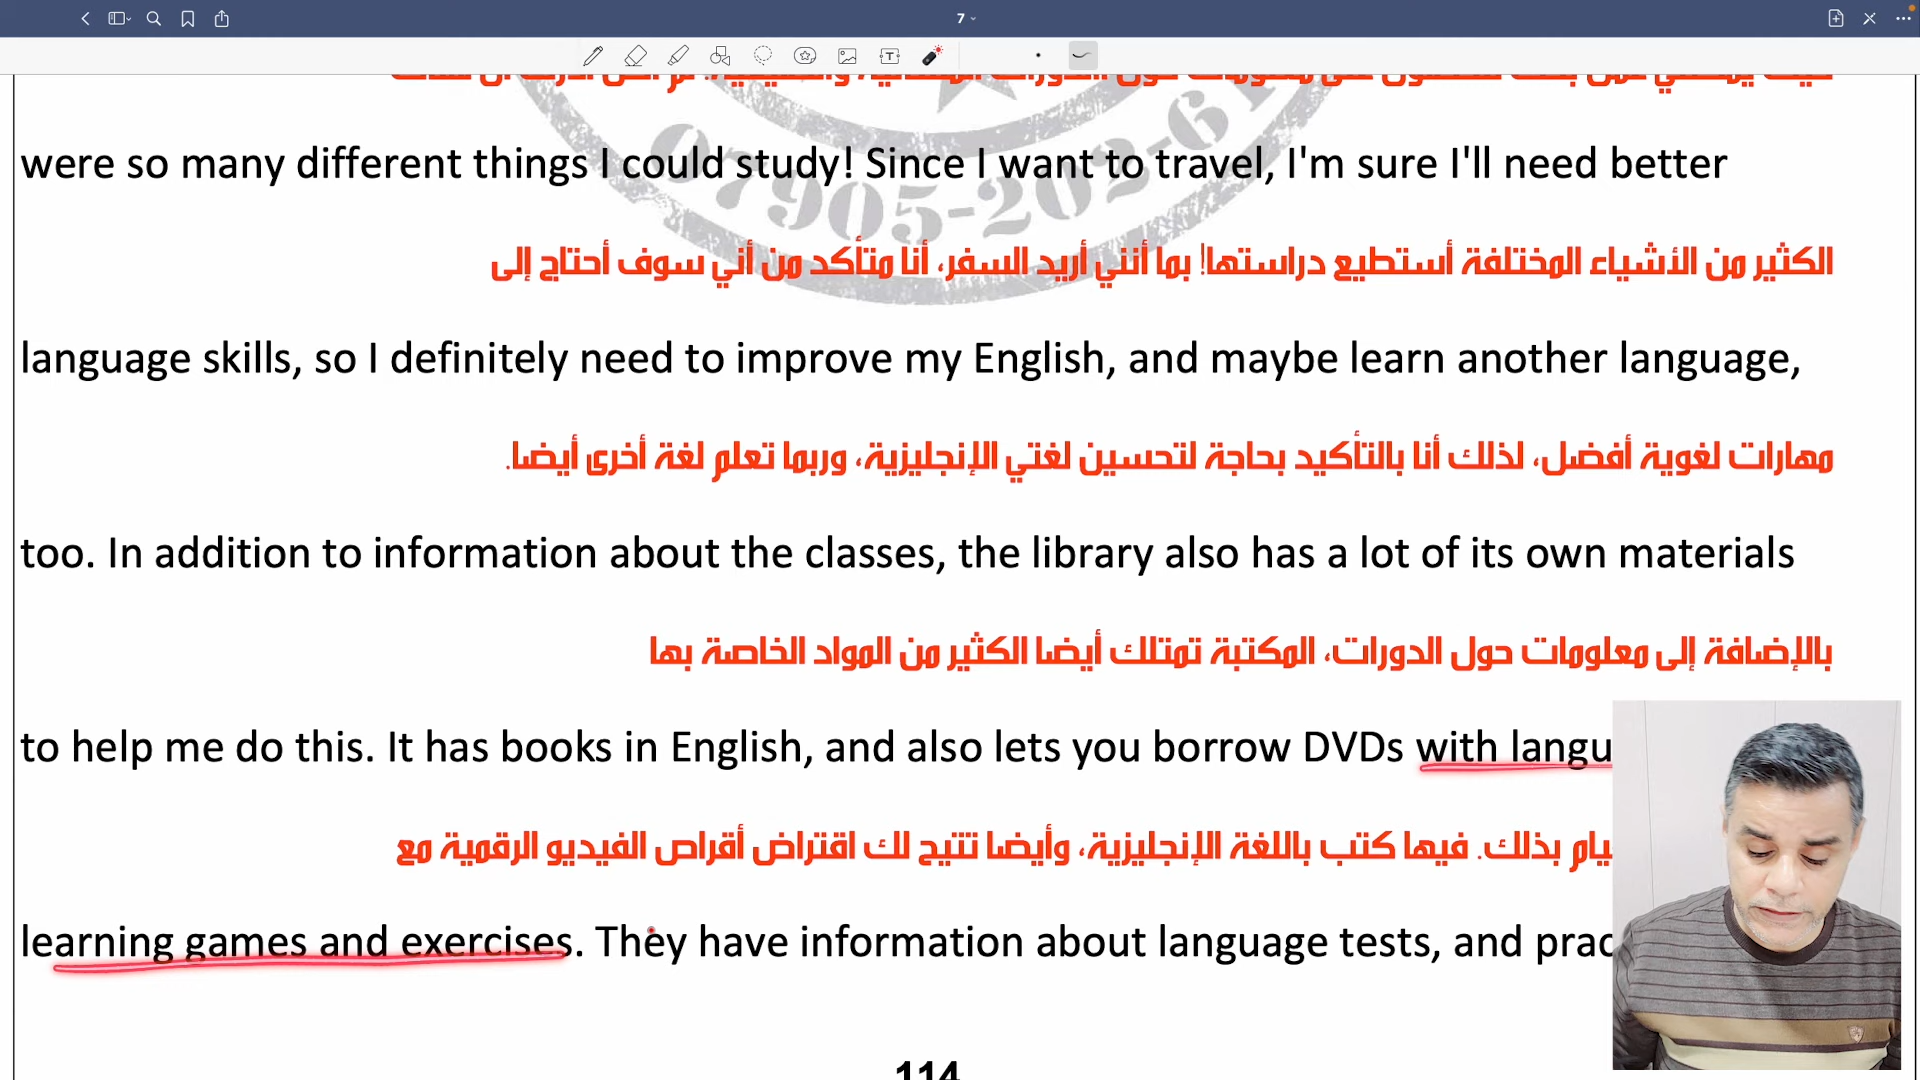 7
were so many different things I could study! Since I want to travel, I'm sure I'll need better
الكثير من الأشياء المختلفة أستطيع دراستها! بما أنني أريد السفر، أنا متأكد من أني سوف أحتاج إلى
language skills, so I definitely need to improve my English, and maybe learn another language,
مهارات لغوية أفضل، لذلك أنا بالتأكيد بحاجة لتحسين لغتي الإنجليزية، وربما تعلم لغة أخرى أيضا.
too. In addition to information about the classes, the library also has a lot of its own materials
بالإضافة إلى معلومات حول الدورات، المكتبة تمتلك أيضا الكثير من المواد الخاصة بها
to help me do this. It has books in English, and also lets you borrow DVDs with langu
يام بذلك. فيها كتب باللغة الإنجليزية، وأيضا تتيح لك اقتراض أقراص الفيديو الرقمية مع
learning games and exercises. They have information about language tests, and prac
114